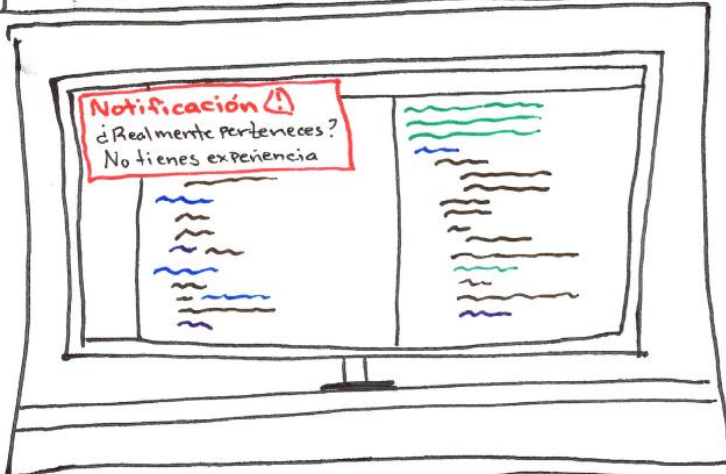 Notificación
¿Realmente perteneces?
No tienes experiencia